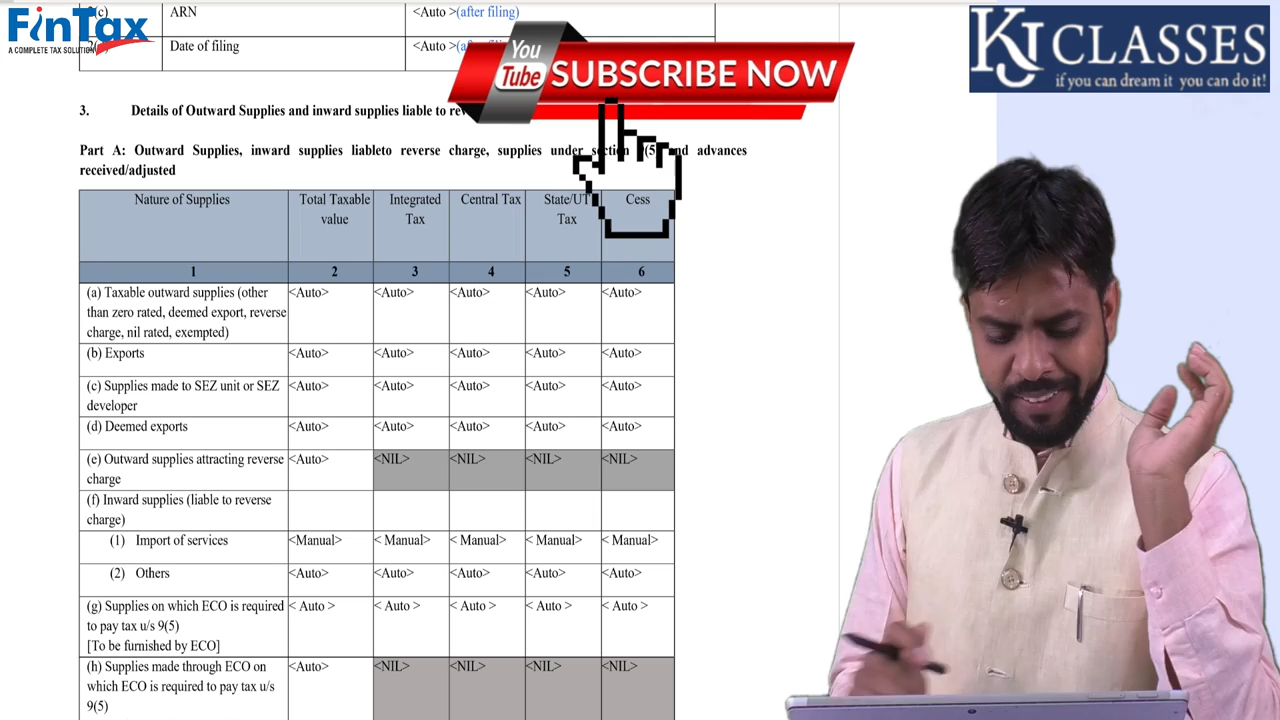 FinTax
A COMPLETE TAX SOLUTION
(c) ARN <Auto >(after filing)
Date of filing <Auto >
You
Tube SUBSCRIBE NOW
KJ CLASSES
if you can dream it you can do it!
3. Details of Outward Supplies and inward supplies liable to
Part A: Outward Supplies, inward supplies liableto reverse charge, supplies under section 9(5) and advances
received/adjusted
Nature of Supplies Total Taxable value Integrated Tax Central Tax State/UT Tax Cess
1 2 3 4 5 6
(a) Taxable outward supplies (other <Auto> <Auto> <Auto> <Auto> <Auto>
than zero rated, deemed export, reverse
charge, nil rated, exempted)
(b) Exports <Auto> <Auto> <Auto> <Auto> <Auto>
(c) Supplies made to SEZ unit or SEZ <Auto> <Auto> <Auto> <Auto> <Auto>
developer
(d) Deemed exports <Auto> <Auto> <Auto> <Auto> <Auto>
(e) Outward supplies attracting reverse <Auto> <NIL> <NIL> <NIL> <NIL>
charge
(f) Inward supplies (liable to reverse
charge)
(1) Import of services <Manual> < Manual> < Manual> < Manual> < Manual>
(2) Others <Auto> <Auto> <Auto> <Auto> <Auto>
(g) Supplies on which ECO is required < Auto > < Auto > < Auto > < Auto > < Auto >
to pay tax u/s 9(5)
[To be furnished by ECO]
(h) Supplies made through ECO on <Auto> <NIL> <NIL> <NIL> <NIL>
which ECO is required to pay tax u/s
9(5)